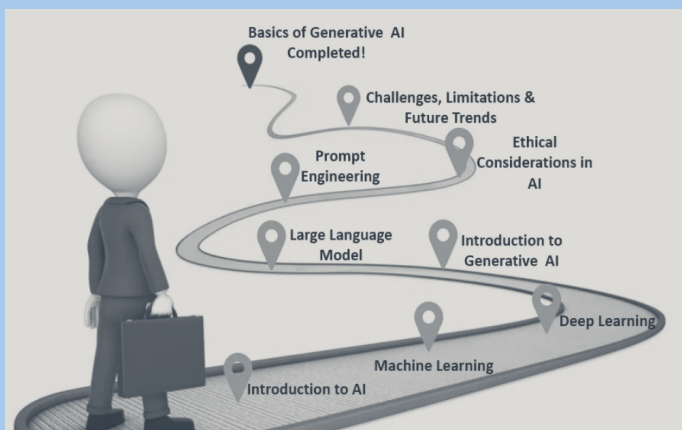 Basics of Generative AI
Completed!
Challenges, Limitations &
Future Trends
Ethical
Considerations in
AI
Prompt
Engineering
Large Language
Model
Introduction to
Generative AI
Deep Learning
Machine Learning
Introduction to AI